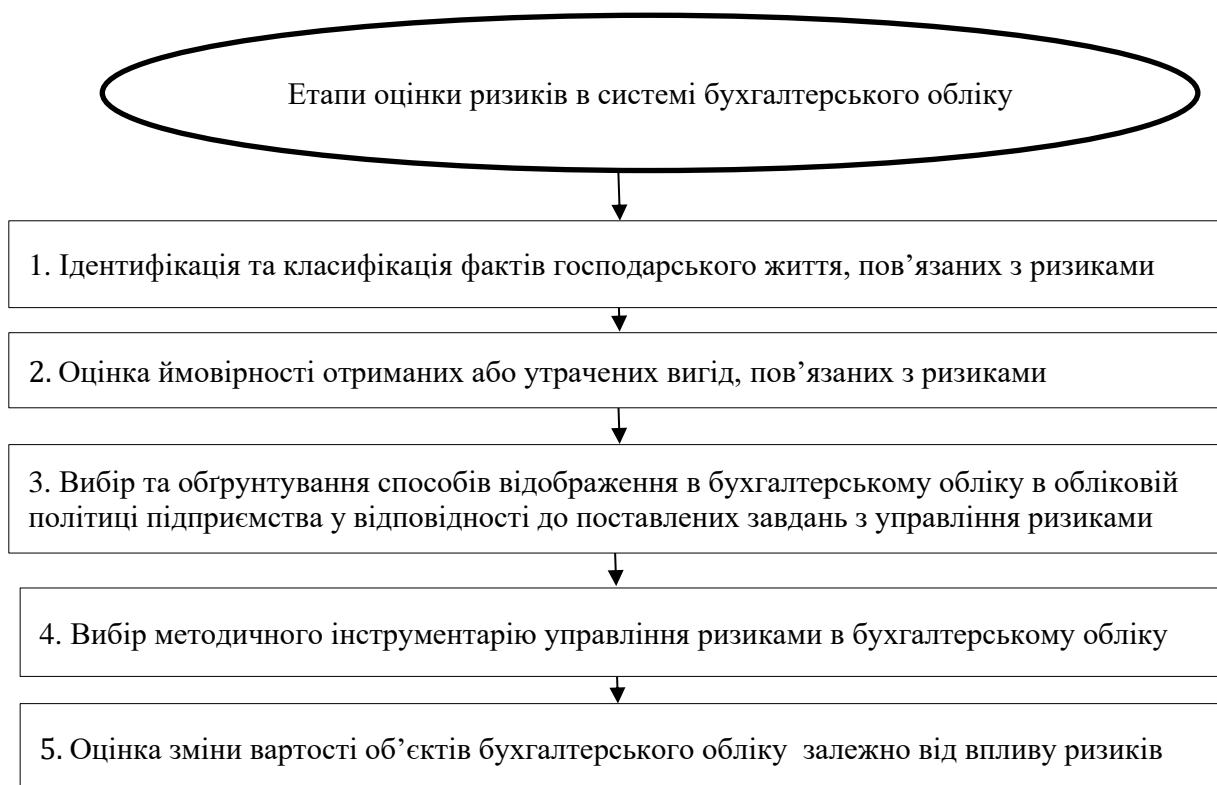 Етапи оцінки ризиків в системі бухгалтерського обліку
1. Ідентифікація та класифікація фактів господарського життя, пов’язаних з ризиками
2. Оцінка ймовірності отриманих або утрачених вигід, пов’язаних з ризиками
3. Вибір та обґрунтування способів відображення в бухгалтерському обліку в обліковій
політиці підприємства у відповідності до поставлених завдань з управління ризиками
4. Вибір методичного інструментарію управління ризиками в бухгалтерському обліку
5. Оцінка зміни вартості об’єктів бухгалтерського обліку  залежно від впливу ризиків